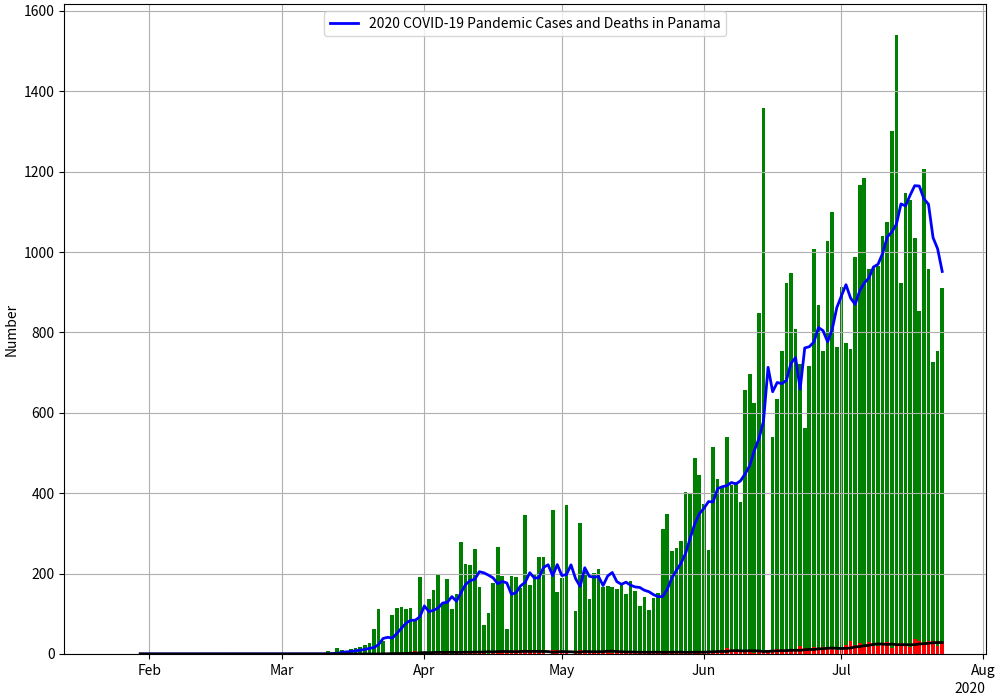 2020 COVID-19 Pandemic Cases and Deaths in Panama
1600
1400
1200
1000
800
600
400
200
0
Number
Feb
Mar
Apr
May
Jun
Jul
Aug
2020